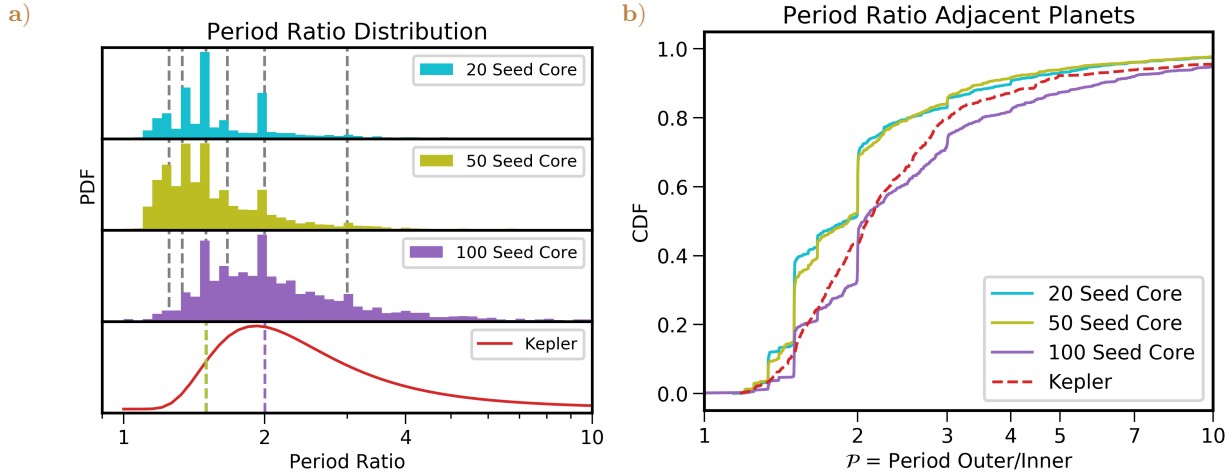 a)
Period Ratio Distribution
20 Seed Core
50 Seed Core
100 Seed Core
Kepler
PDF
1 2 4 10
Period Ratio
b)
Period Ratio Adjacent Planets
1.0
0.8
0.6
0.4
0.2
0.0
CDF
20 Seed Core
50 Seed Core
100 Seed Core
Kepler
1 2 3 4 5 7 10
𝒫 = Period Outer/Inner